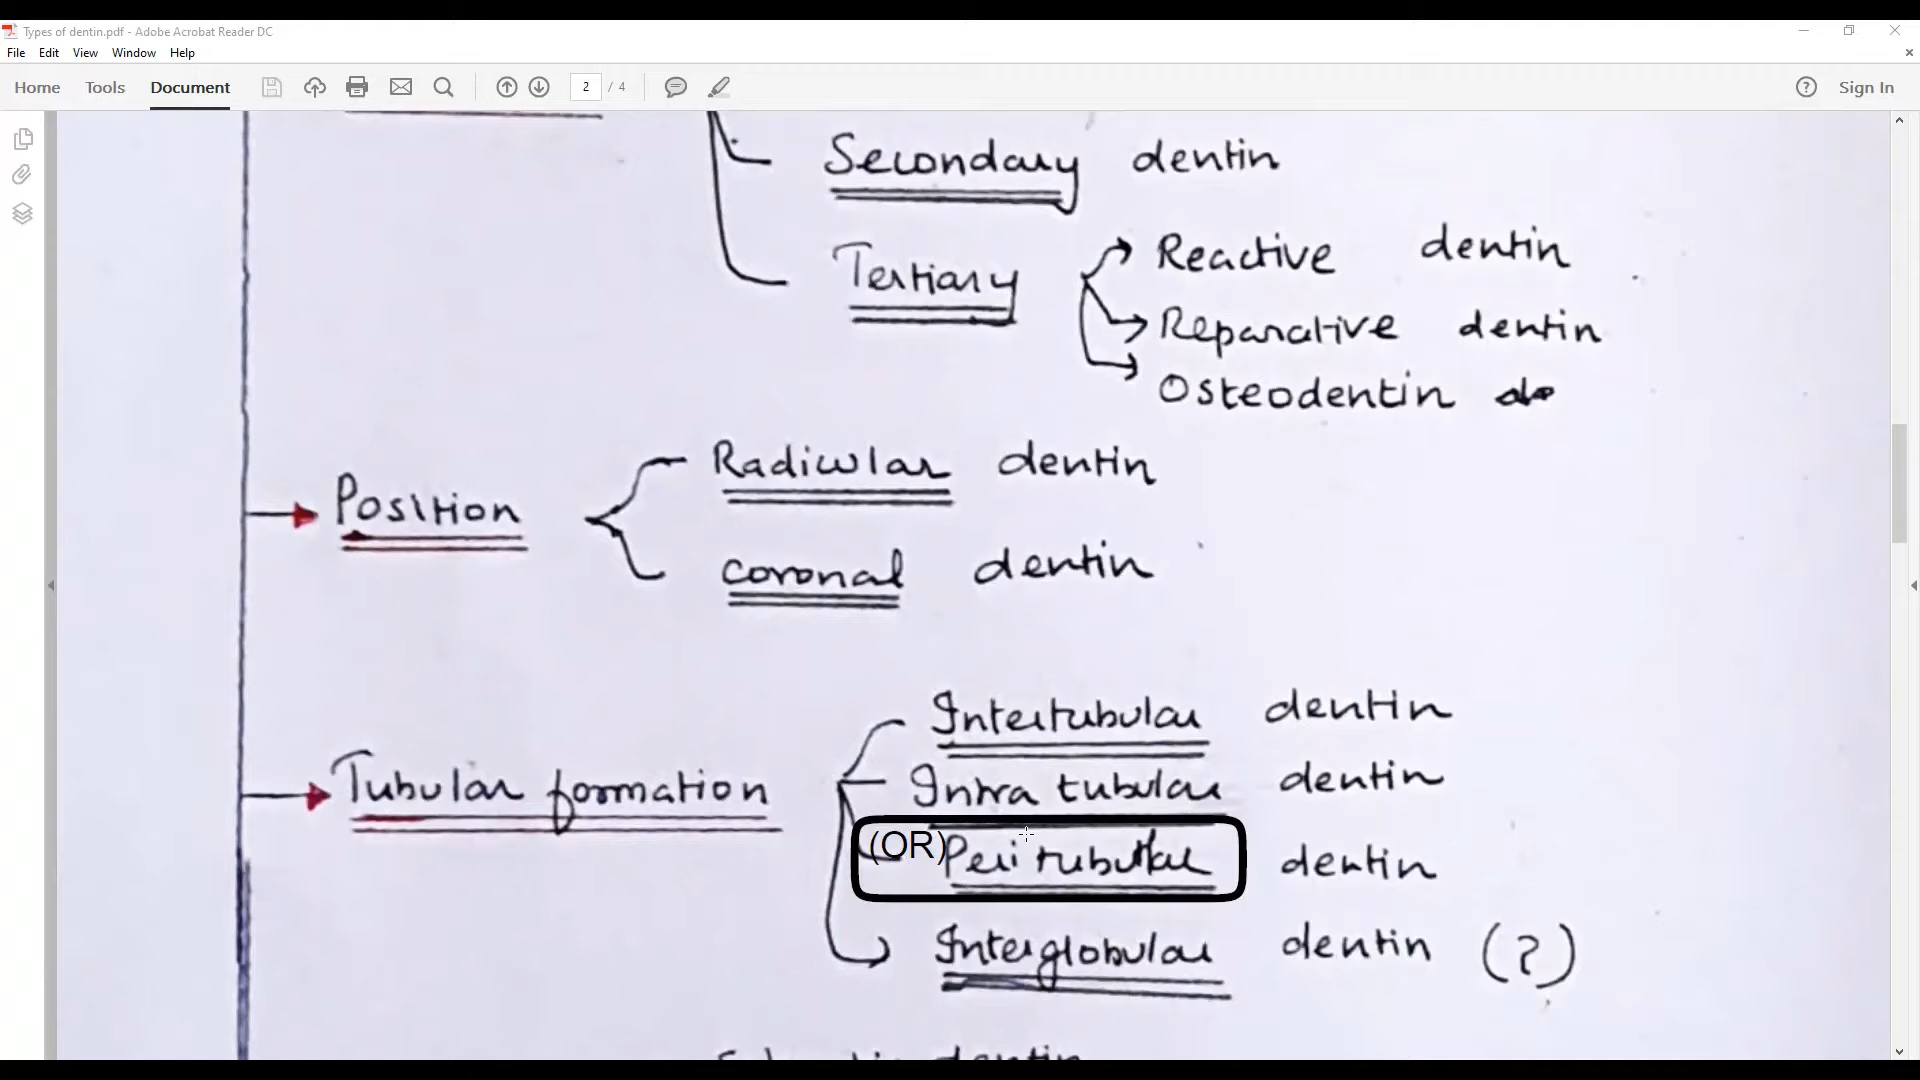 Types of dentin.pdf - Adobe Acrobat Reader DC
File Edit View Window Help
Home Tools Document 2 / 4 Sign In
Secondary dentin
Tertiary
Reactive dentin
Reparative dentin
Osteodentin
Position
Radicular dentin
coronal dentin
Tubular formation
Intertubular dentin
Intra tubular dentin
(OR) Peri tubular dentin
Interglobular dentin (?)